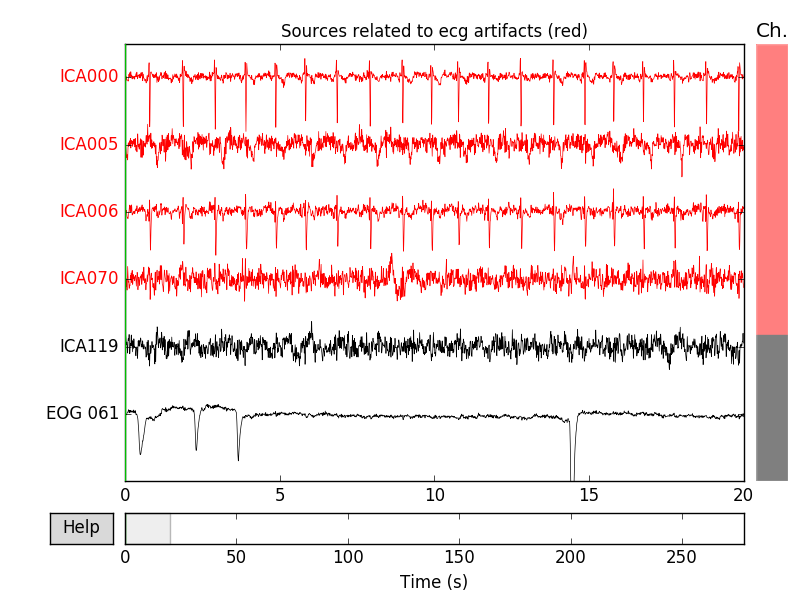 Sources related to ecg artifacts (red)
Ch.
ICA000
ICA005
ICA006
ICA070
ICA119
EOG 061
0 5 10 15 20
Help
0 50 100 150 200 250
Time (s)